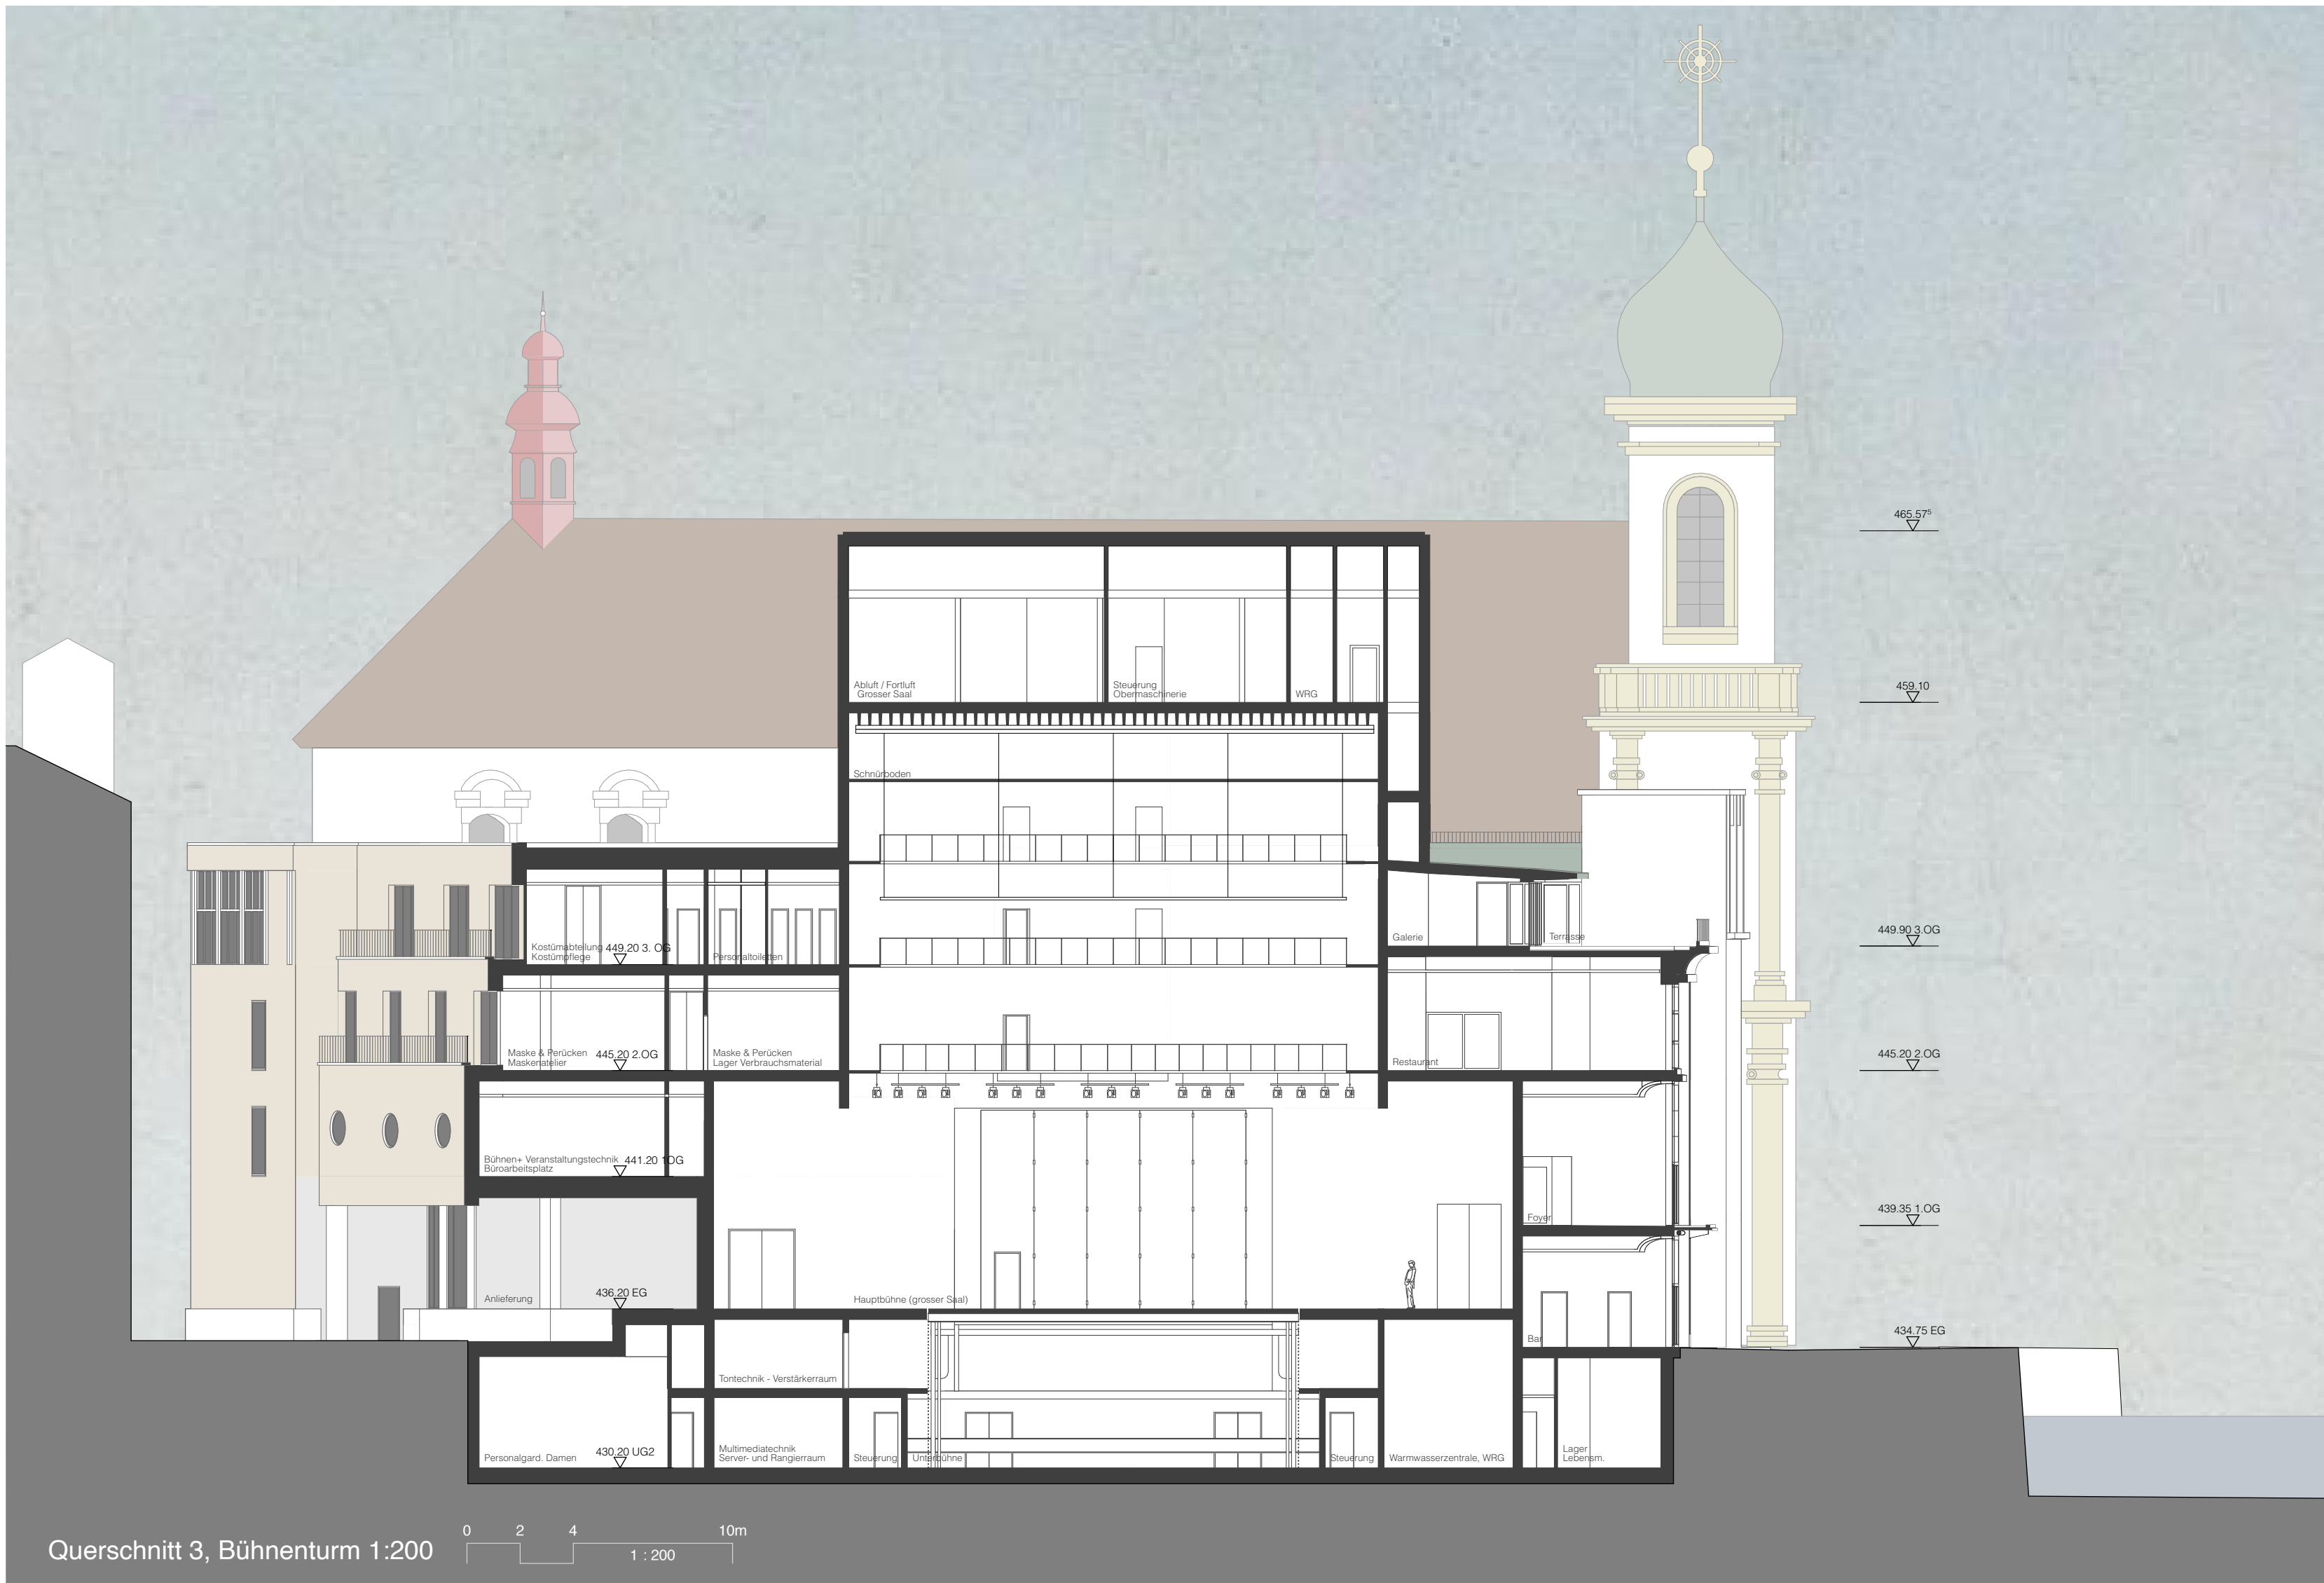 465.57⁵
Abluft / Fortluft
Grosser Saal
Steuerung
Obermaschinerie
WRG
459.10
Schnürboden
Kostümabteilung
Kostümpflege
449.20 3. OG
Personaltoiletten
Galerie
Terrasse
449.90 3.OG
Maske & Perücken
Maskenatelier
445.20 2.OG
Maske & Perücken
Lager Verbrauchsmaterial
Restaurant
445.20 2.OG
Bühnen+ Veranstaltungstechnik
Büroarbeitsplatz
441.20 1OG
Foyer
439.35 1.OG
Anlieferung
436.20 EG
Hauptbühne (grosser Saal)
Bar
434.75 EG
Tontechnik - Verstärkerraum
Personalgard. Damen
430.20 UG2
Multimediatechnik
Server- und Rangierraum
Steuerung
Unterbühne
Steuerung
Warmwasserzentrale, WRG
Lager
Lebensm.
Querschnitt 3, Bühnenturm 1:200
0 2 4 10m
1 : 200